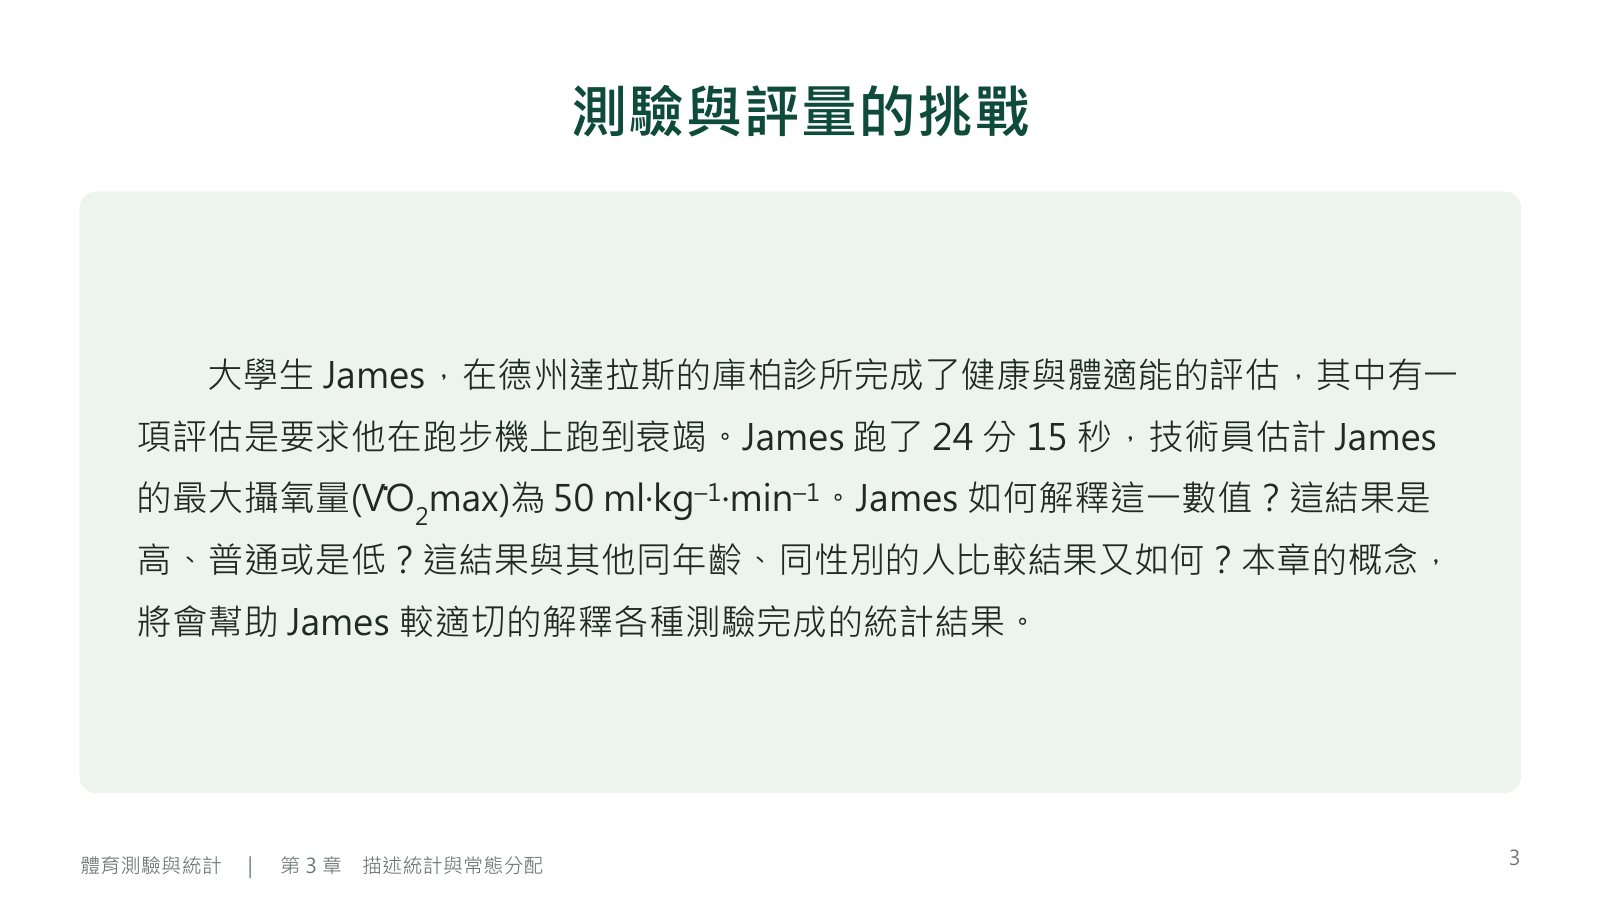 測驗與評量的挑戰
大學生 James，在德州達拉斯的庫柏診所完成了健康與體適能的評估，其中有一
項評估是要求他在跑步機上跑到衰竭。James 跑了 24 分 15 秒，技術員估計 James
的最大攝氧量(V̇O₂max)為 50 ml·kg⁻¹·min⁻¹。James 如何解釋這一數值？這結果是
高、普通或是低？這結果與其他同年齡、同性別的人比較結果又如何？本章的概念，
將會幫助 James 較適切的解釋各種測驗完成的統計結果。
體育測驗與統計 ｜ 第 3 章　描述統計與常態分配
3